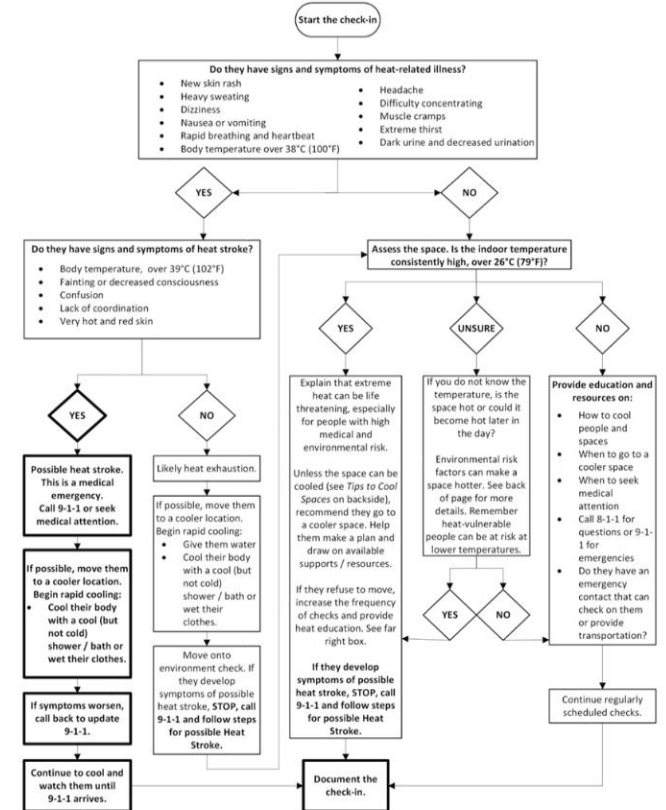 Start the check-in
Do they have signs and symptoms of heat-related illness?
• New skin rash
• Heavy sweating
• Dizziness
• Nausea or vomiting
• Rapid breathing and heartbeat
• Body temperature over 38°C (100°F)
• Headache
• Difficulty concentrating
• Muscle cramps
• Extreme thirst
• Dark urine and decreased urination
YES
NO
Do they have signs and symptoms of heat stroke?
• Body temperature, over 39°C (102°F)
• Fainting or decreased consciousness
• Confusion
• Lack of coordination
• Very hot and red skin
Assess the space. Is the indoor temperature
consistently high, over 26°C (79°F)?
YES
NO
YES
UNSURE
NO
Possible heat stroke.
This is a medical
emergency.
Call 9-1-1 or seek
medical attention.
If possible, move them
to a cooler location.
Begin rapid cooling:
• Cool their body
with a cool (but
not cold)
shower / bath or
wet their clothes.
If symptoms worsen,
call back to update
9-1-1.
Continue to cool and
watch them until
9-1-1 arrives.
Likely heat exhaustion.
If possible, move them
to a cooler location.
Begin rapid cooling:
• Give them water
• Cool their body
with a cool (but
not cold)
shower / bath or
wet their
clothes.
Move onto
environment check. If
they develop
symptoms of possible
heat stroke, STOP, call
9-1-1 and follow steps
for possible Heat
Stroke.
Explain that extreme
heat can be life
threatening, especially
for people with high
medical and
environmental risk.
Unless the space can be
cooled (see Tips to Cool
Spaces on backside),
recommend they go to
a cooler space. Help
them make a plan and
draw on available
supports / resources.
If they refuse to move,
increase the frequency
of checks and provide
heat education. See far
right box.
If they develop
symptoms of possible
heat stroke, STOP, call
9-1-1 and follow steps
for possible Heat
Stroke.
If you do not know the
temperature, is the
space hot or could it
become hot later in
the day?
Environmental risk
factors can make a
space hotter. See back
of page for more
details. Remember
heat-vulnerable
people can be at risk at
lower temperatures.
YES
NO
Provide education and
resources on:
• How to cool
people and
spaces
• When to go to a
cooler space
• When to seek
medical
attention
• Call 8-1-1 for
questions or 9-1-
1 for
emergencies
• Do they have an
emergency
contact that can
check on them
or provide
transportation?
Continue regularly
scheduled checks.
Document the
check-in.